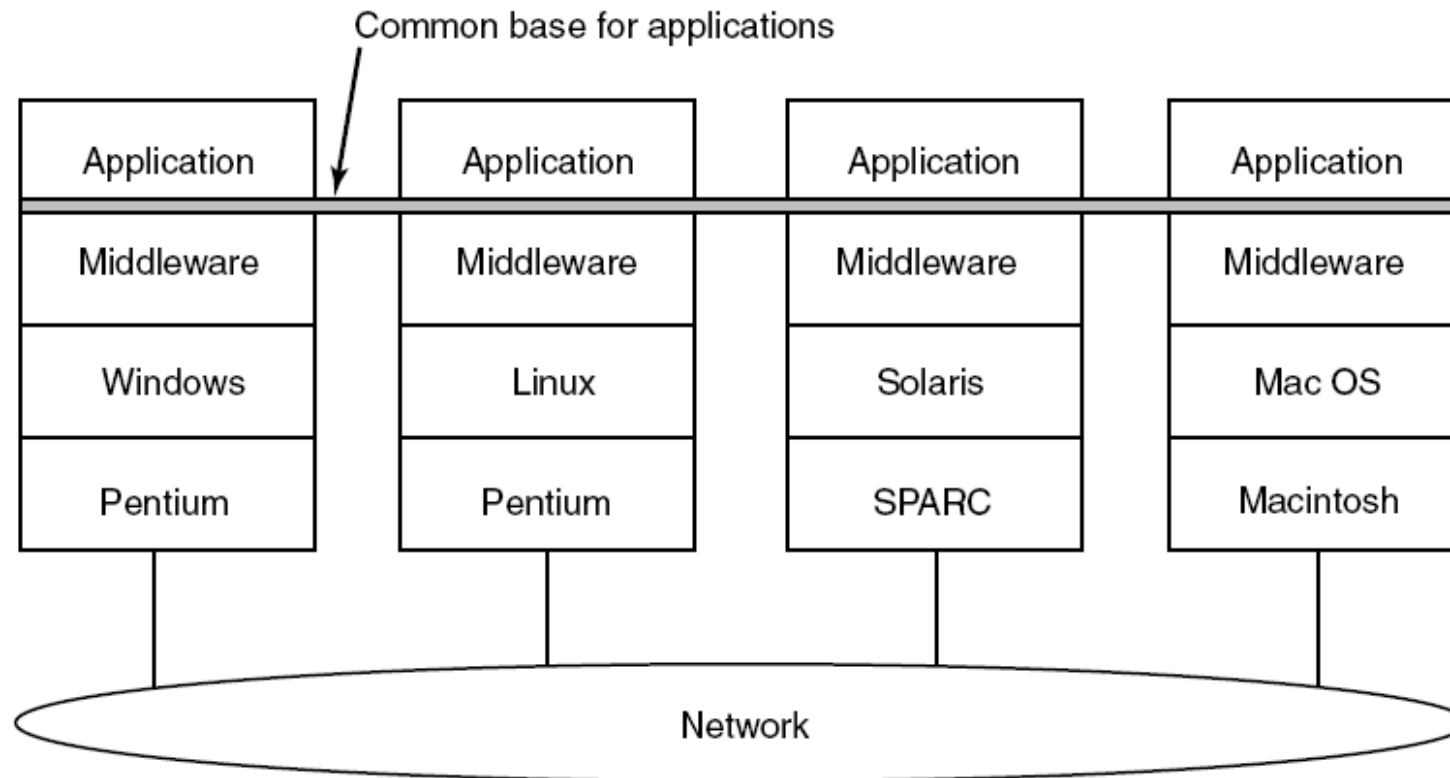 Common base for applications
Application Application Application Application
Middleware Middleware Middleware Middleware
Windows Linux Solaris Mac OS
Pentium Pentium SPARC Macintosh
Network